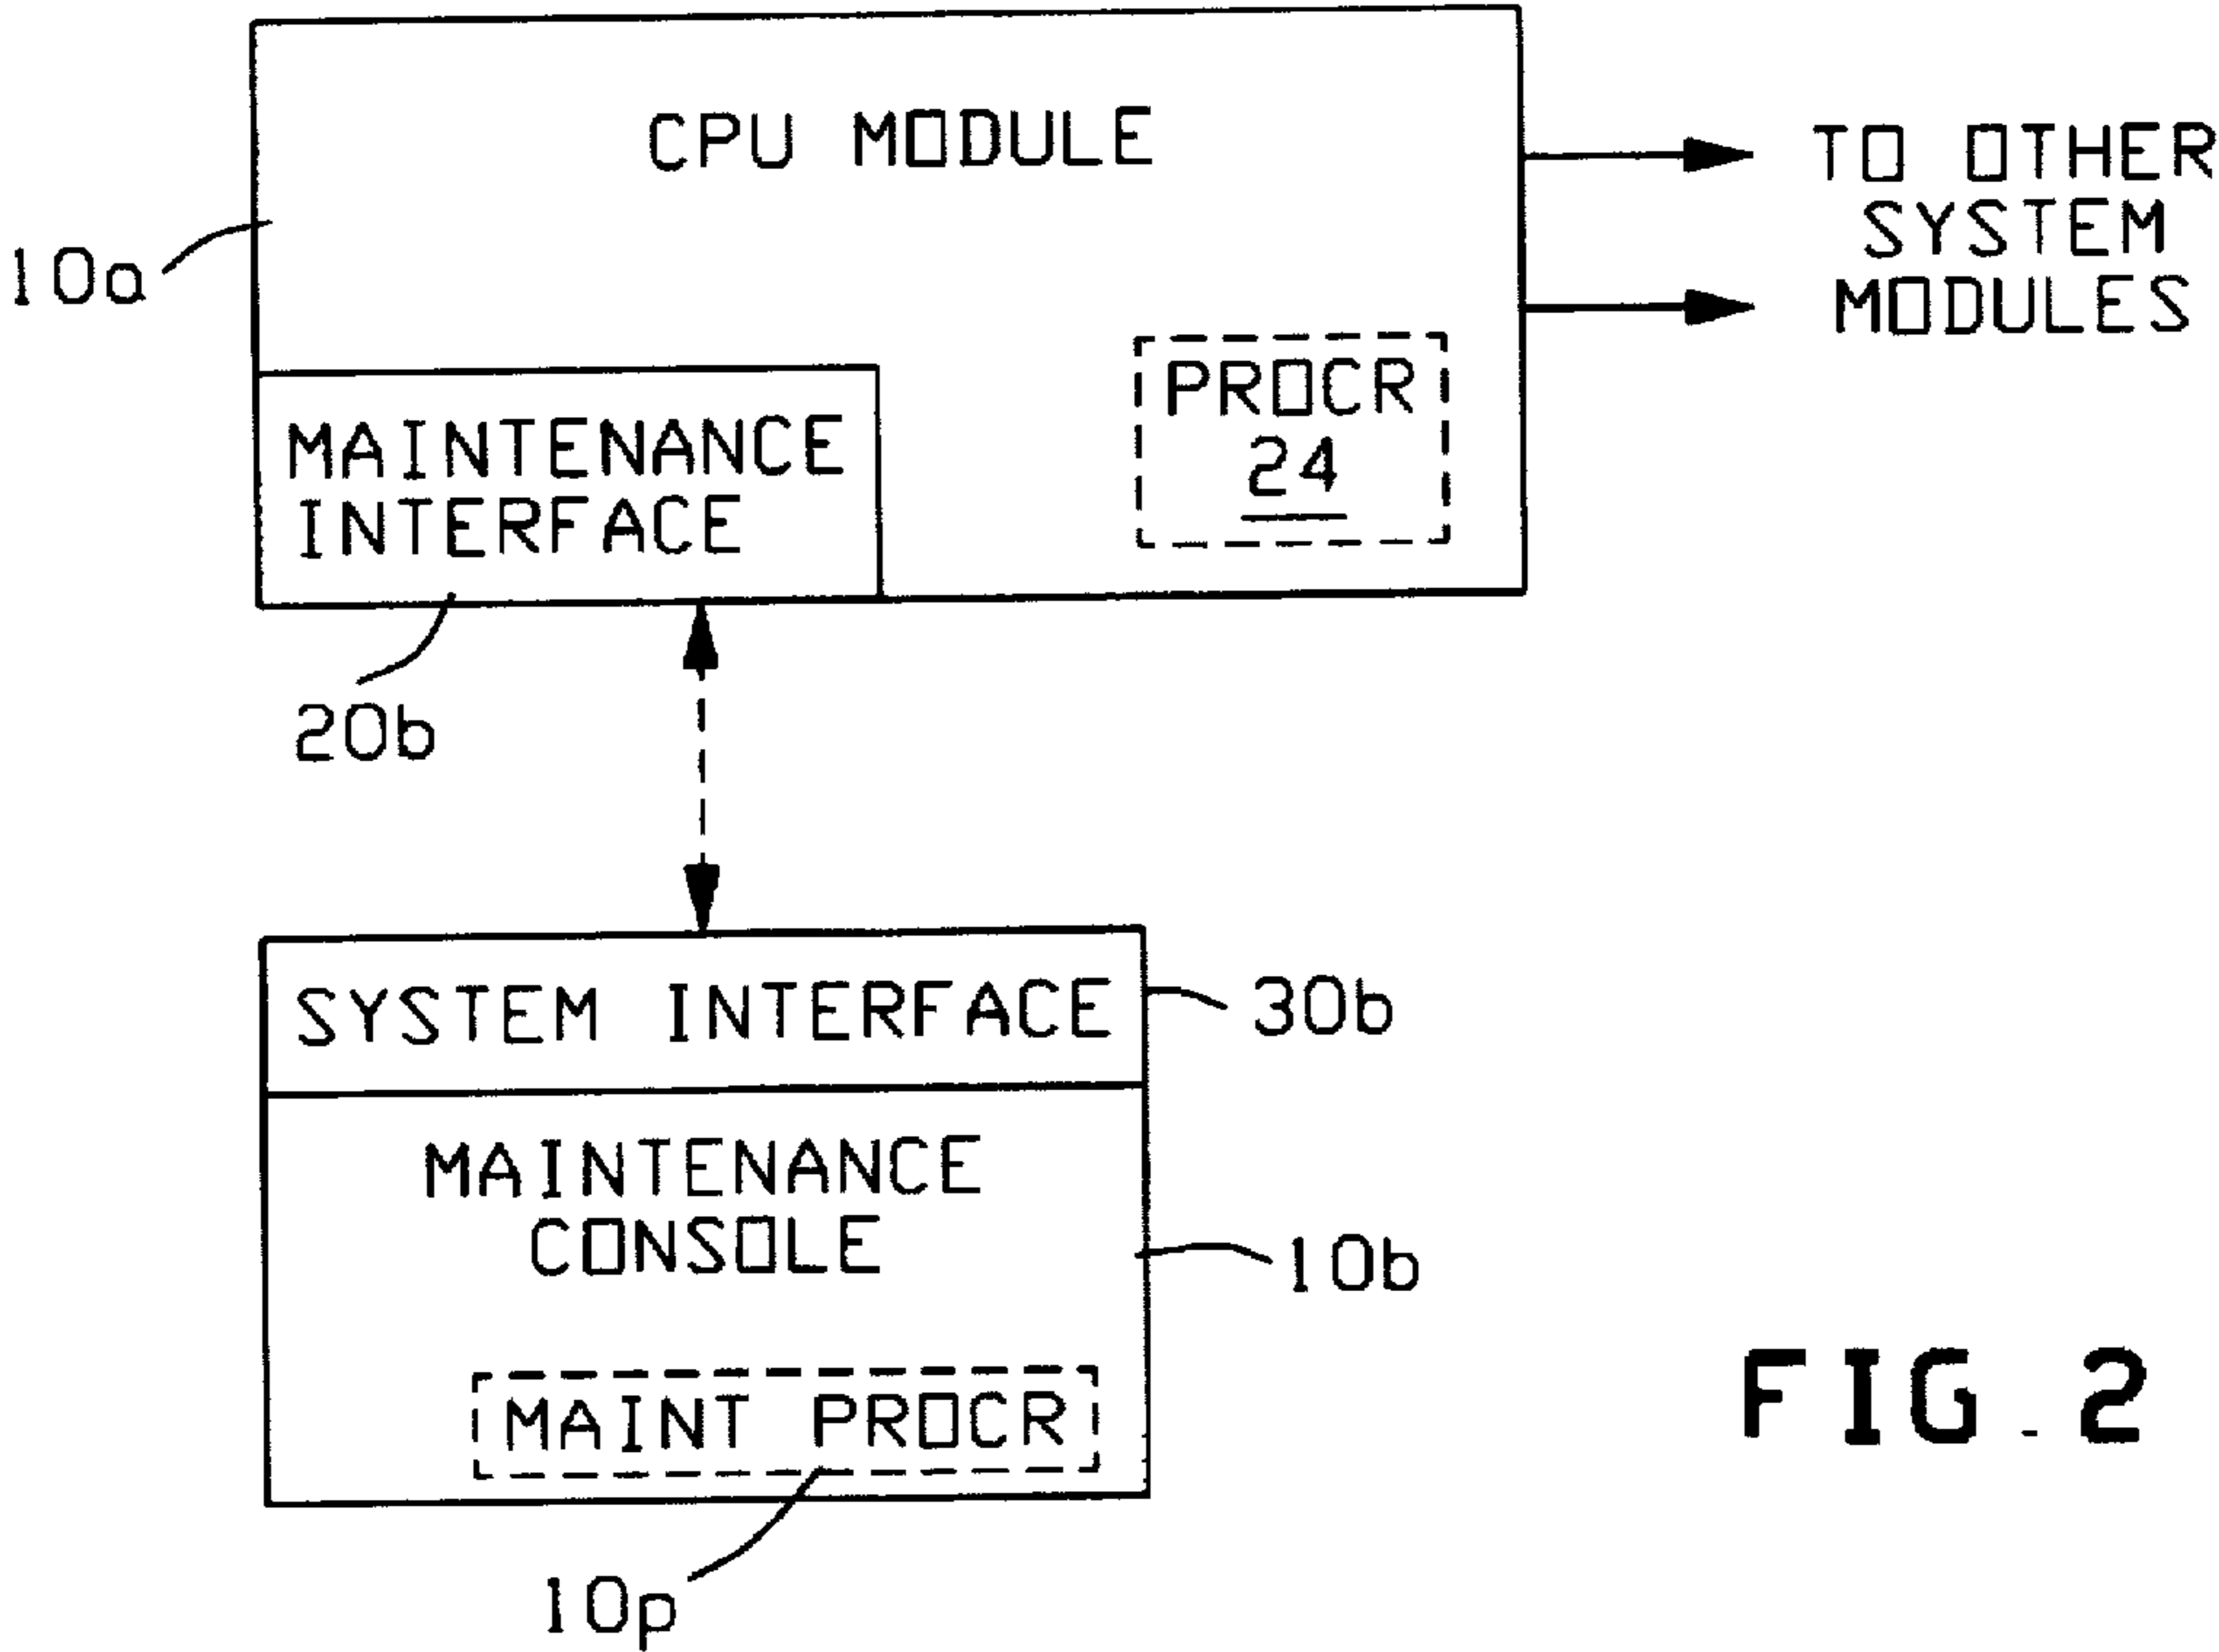 CPU MODULE
TO OTHER
SYSTEM
MODULES
10a
PROCR
24
MAINTENANCE
INTERFACE
20b
SYSTEM INTERFACE
30b
MAINTENANCE
CONSOLE
10b
MAINT PROCR
10p
FIG.2